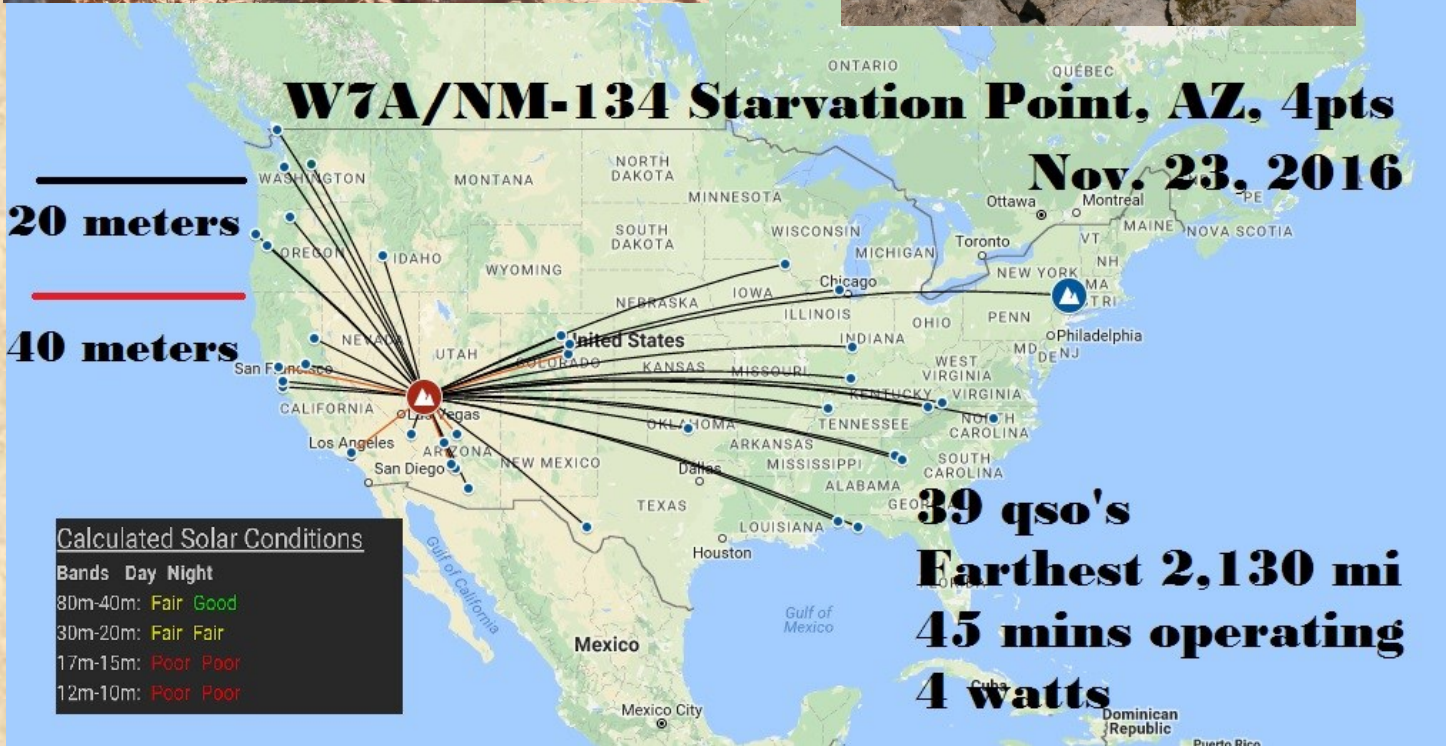 ONTARIO
QUÉBEC
W7A/NM-134 Starvation Point, AZ, 4pts
Nov. 23, 2016
WASHINGTON
MONTANA
NORTH
DAKOTA
MINNESOTA
Ottawa
Montreal
PE
20 meters
OREGON
IDAHO
SOUTH
DAKOTA
WISCONSIN
MICHIGAN
Toronto
VT
MAINE
NOVA SCOTIA
NH
WYOMING
NEW YORK
MA
CT RI
NEBRASKA
IOWA
Chicago
ILLINOIS
OHIO
PENN
Philadelphia
40 meters
NEVADA
UTAH
COLORADO
United States
KANSAS
MISSOURI
INDIANA
WEST
VIRGINIA
MD
DE
NJ
San Francisco
KENTUCKY
VIRGINIA
CALIFORNIA
Las Vegas
OKLAHOMA
TENNESSEE
NORTH
CAROLINA
Los Angeles
ARIZONA
NEW MEXICO
ARKANSAS
MISSISSIPPI
SOUTH
CAROLINA
San Diego
Dallas
ALABAMA
TEXAS
LOUISIANA
Houston
39 qso's
Farthest 2,130 mi
45 mins operating
4 watts
FLORIDA
Gulf of California
Gulf of
Mexico
Mexico
Mexico City
Cuba
Dominican
Republic
Puerto Rico
Calculated Solar Conditions
Bands Day Night
80m-40m: Fair Good
30m-20m: Fair Fair
17m-15m: Poor Poor
12m-10m: Poor Poor